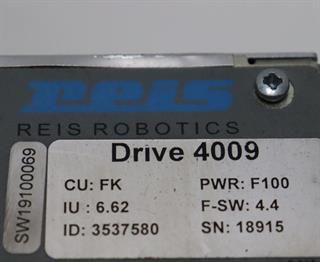 reis
REIS ROBOTICS
Drive 4009
CU: FK PWR: F100
IU : 6.62 F-SW: 4.4
ID: 3537580 SN: 18915
SW19100069